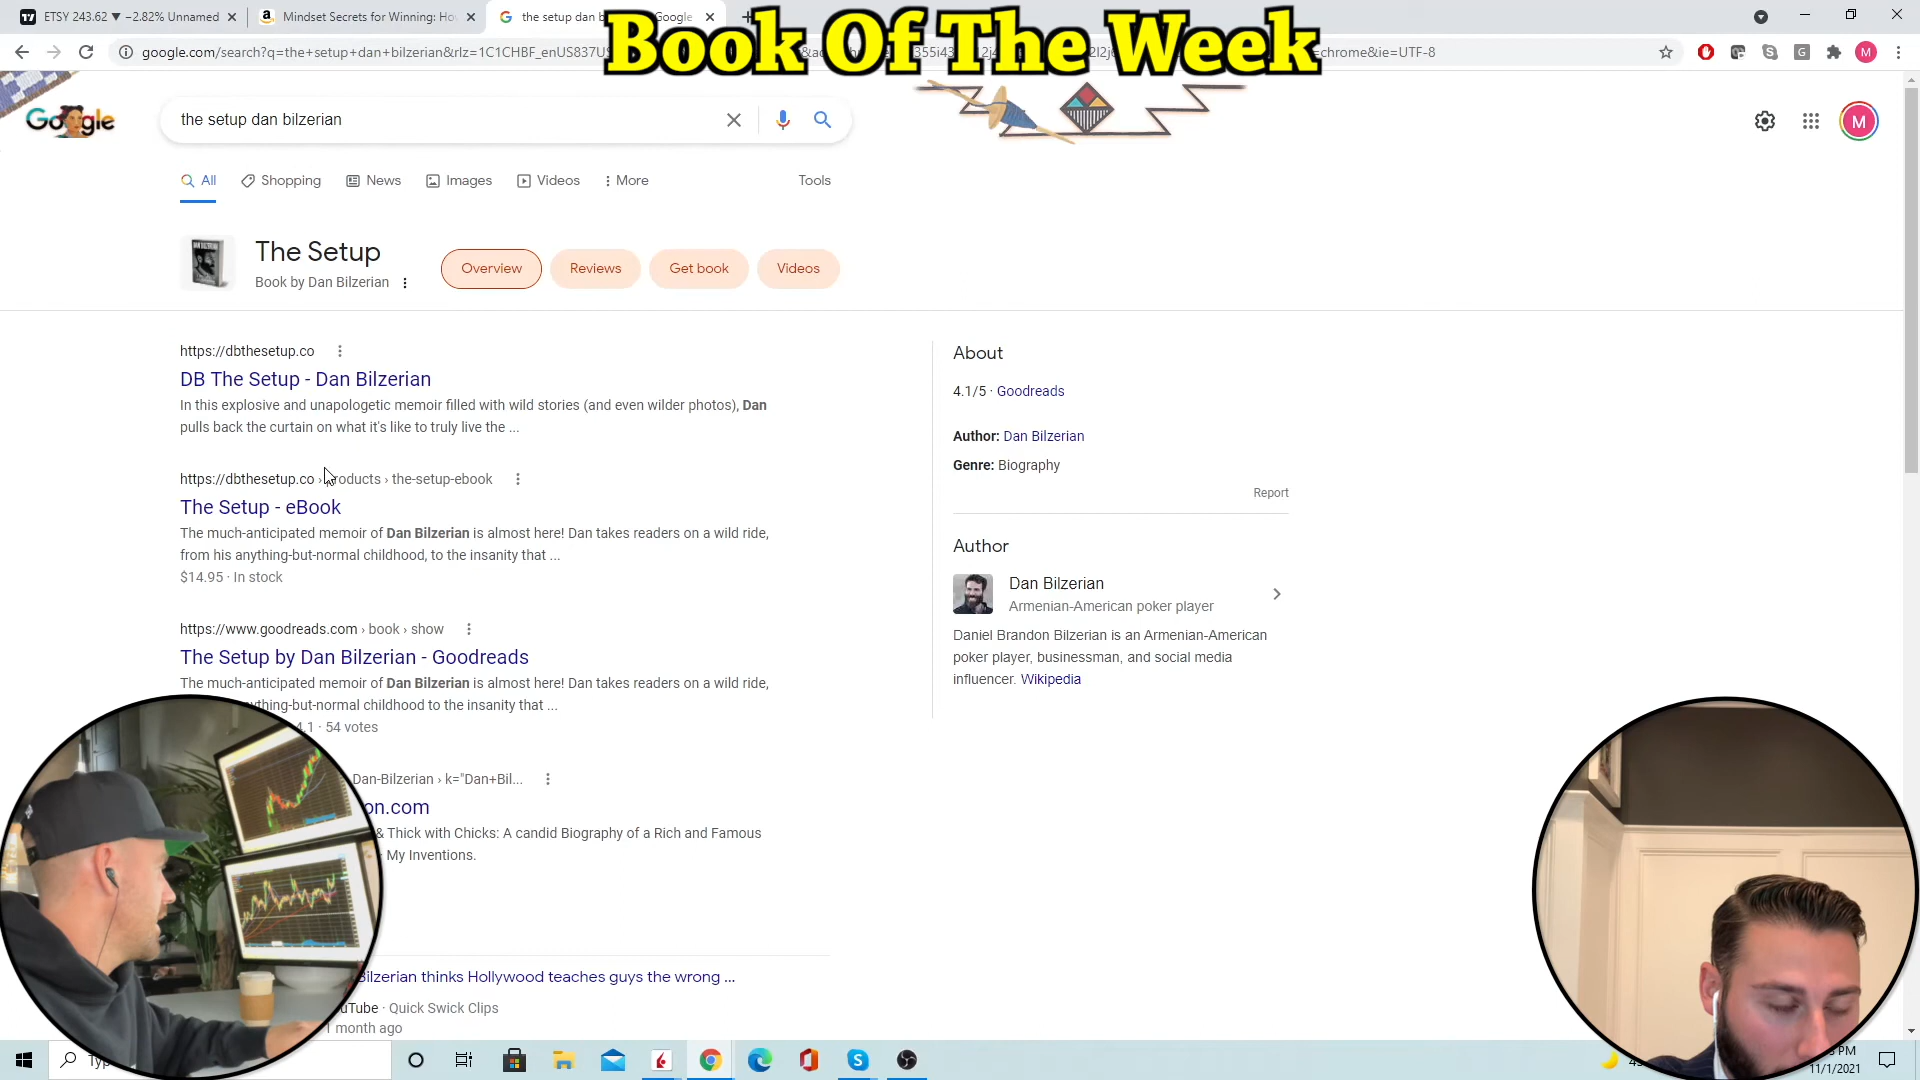 ETSY 243.62 ▼ −2.82% Unnamed
Mindset Secrets for Winning: Ho
the setup dan b
Google
Book Of The Week
google.com/search?q=the+setup+dan+bilzerian&rlz=1C1CHBF_enUS837US
=chrome&ie=UTF-8
Google
the setup dan bilzerian
M
All
Shopping
News
Images
Videos
More
Tools
The Setup
Book by Dan Bilzerian
Overview
Reviews
Get book
Videos
https://dbthesetup.co
DB The Setup - Dan Bilzerian
In this explosive and unapologetic memoir filled with wild stories (and even wilder photos), Dan
pulls back the curtain on what it's like to truly live the ...
https://dbthesetup.co › products › the-setup-ebook
The Setup - eBook
The much-anticipated memoir of Dan Bilzerian is almost here! Dan takes readers on a wild ride,
from his anything-but-normal childhood, to the insanity that ...
$14.95 · In stock
https://www.goodreads.com › book › show
The Setup by Dan Bilzerian - Goodreads
The much-anticipated memoir of Dan Bilzerian is almost here! Dan takes readers on a wild ride,
ything-but-normal childhood to the insanity that ...
4.1 · 54 votes
Dan-Bilzerian › k="Dan+Bil...
on.com
& Thick with Chicks: A candid Biography of a Rich and Famous
My Inventions.
Bilzerian thinks Hollywood teaches guys the wrong ...
uTube · Quick Swick Clips
1 month ago
About
4.1/5 · Goodreads
Author: Dan Bilzerian
Genre: Biography
Report
Author
Dan Bilzerian
Armenian-American poker player
Daniel Brandon Bilzerian is an Armenian-American
poker player, businessman, and social media
influencer. Wikipedia
PM
11/1/2021